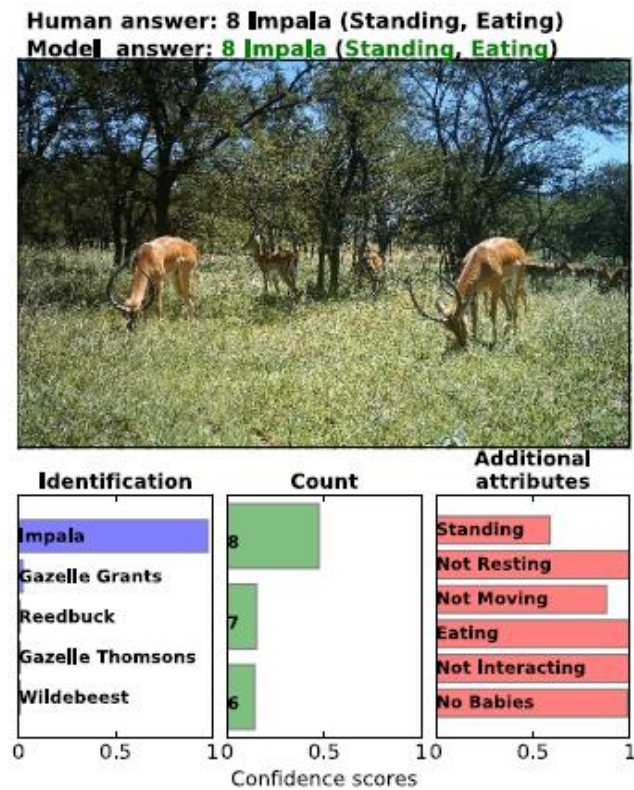 Human answer: 8 Impala (Standing, Eating)
Model answer: 8 Impala (Standing, Eating)
Identification
Impala
Gazelle Grants
Reedbuck
Gazelle Thomsons
Wildebeest
0 0.5 1
Count
8
7
6
0 0.5 1
Additional
attributes
Standing
Not Resting
Not Moving
Eating
Not Interacting
No Babies
0 0.5 1
Confidence scores